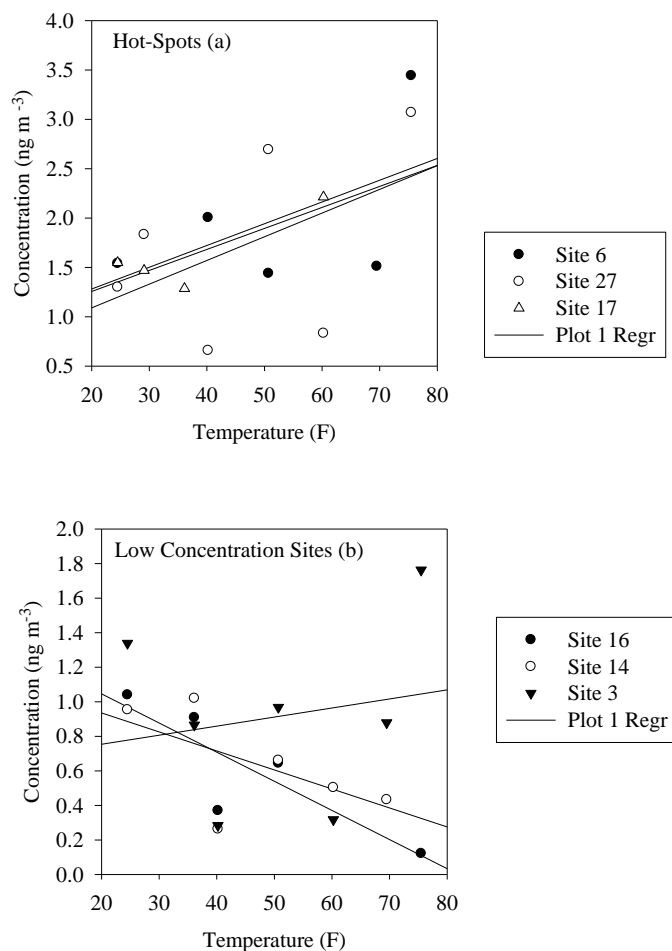 Hot-Spots (a)
4.0
3.5
3.0
2.5
2.0
1.5
1.0
0.5
Concentration (ng m -3)
20 30 40 50 60 70 80
Temperature (F)
Site 6
Site 27
Site 17
Plot 1 Regr
Low Concentration Sites (b)
2.0
1.8
1.6
1.4
1.2
1.0
0.8
0.6
0.4
0.2
0.0
Concentration (ng m-3)
20 30 40 50 60 70 80
Temperature (F)
Site 16
Site 14
Site 3
Plot 1 Regr